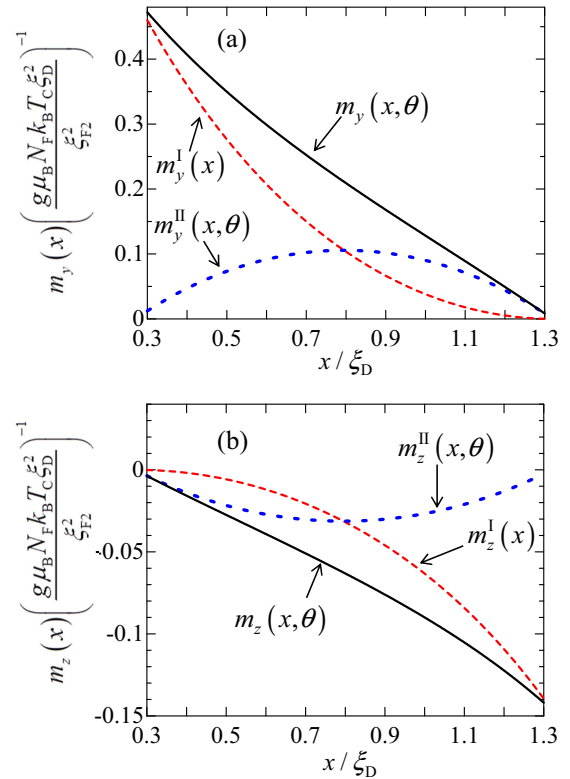 (a)
0.4
0.3
0.2
0.1
0
m_y(x,θ)
m_y^I(x)
m_y^II(x,θ)
m_y(x)(gμ_B N_F k_B T_C ξ_D^2 / ξ_F2^2)^-1
0.3 0.5 0.7 0.9 1.1 1.3
x / ξ_D
(b)
0
-0.05
-0.1
-0.15
m_z^II(x,θ)
m_z^I(x)
m_z(x,θ)
m_z(x)(gμ_B N_F k_B T_C ξ_D^2 / ξ_F2^2)^-1
0.3 0.5 0.7 0.9 1.1 1.3
x / ξ_D